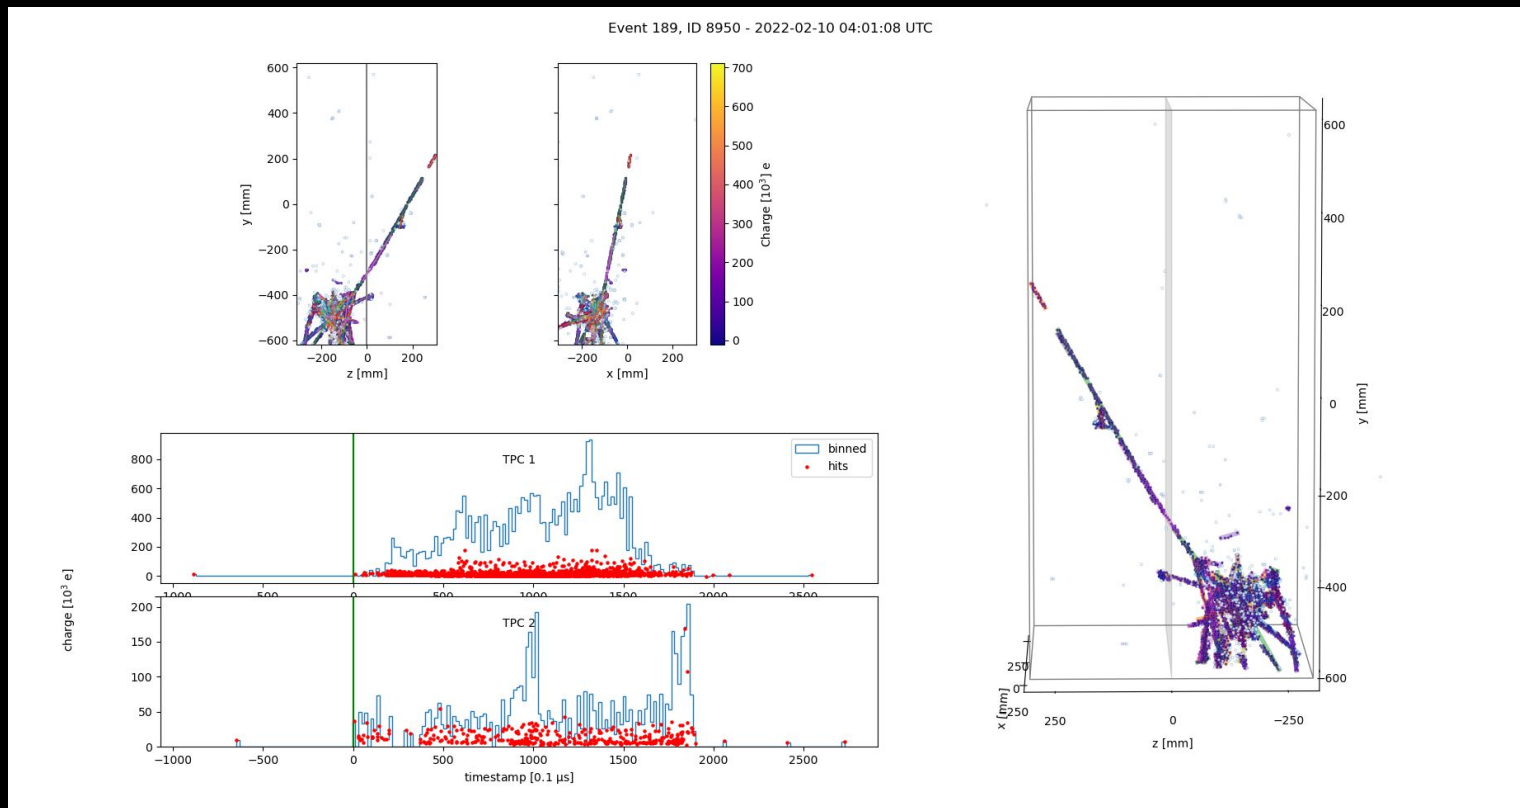 Event 189, ID 8950 - 2022-02-10 04:01:08 UTC
600
400
200
0
−200
−400
−600
y [mm]
−200 0 200
z [mm]
−200 0 200
x [mm]
700
600
500
400
300
200
100
0
Charge [10³] e
TPC 1
binned
hits
800
600
400
200
0
−1000 −500 0 500 1000 1500 2000 2500
TPC 2
200
150
100
50
0
charge [10³ e]
−1000 −500 0 500 1000 1500 2000 2500
timestamp [0.1 μs]
600
400
200
0
−200
−400
−600
y [mm]
250
0
−250
x [mm]
250 0 −250
z [mm]